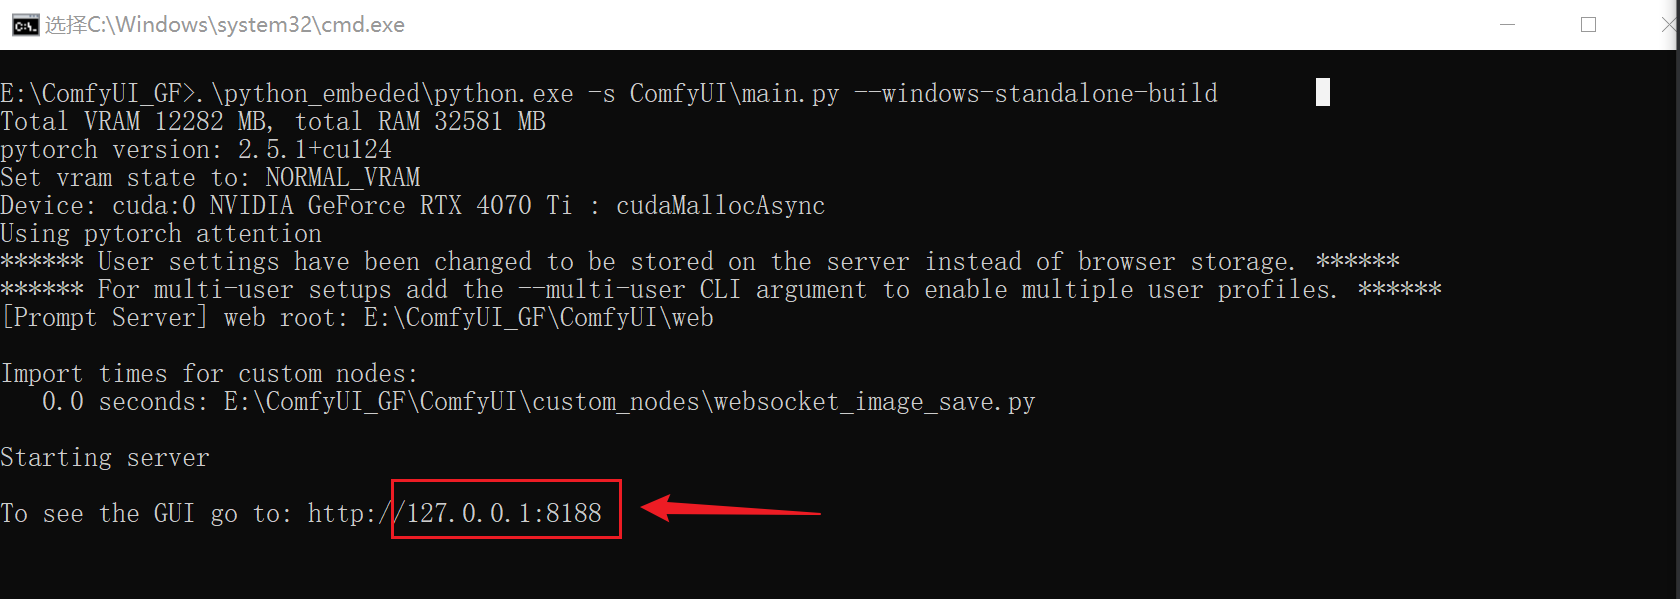 选择C:\Windows\system32\cmd.exe
E:\ComfyUI_GF>.\python_embeded\python.exe -s ComfyUI\main.py --windows-standalone-build
Total VRAM 12282 MB, total RAM 32581 MB
pytorch version: 2.5.1+cu124
Set vram state to: NORMAL_VRAM
Device: cuda:0 NVIDIA GeForce RTX 4070 Ti : cudaMallocAsync
Using pytorch attention
****** User settings have been changed to be stored on the server instead of browser storage. ******
****** For multi-user setups add the --multi-user CLI argument to enable multiple user profiles. ******
[Prompt Server] web root: E:\ComfyUI_GF\ComfyUI\web
Import times for custom nodes:
   0.0 seconds: E:\ComfyUI_GF\ComfyUI\custom_nodes\websocket_image_save.py
Starting server
To see the GUI go to: http://127.0.0.1:8188